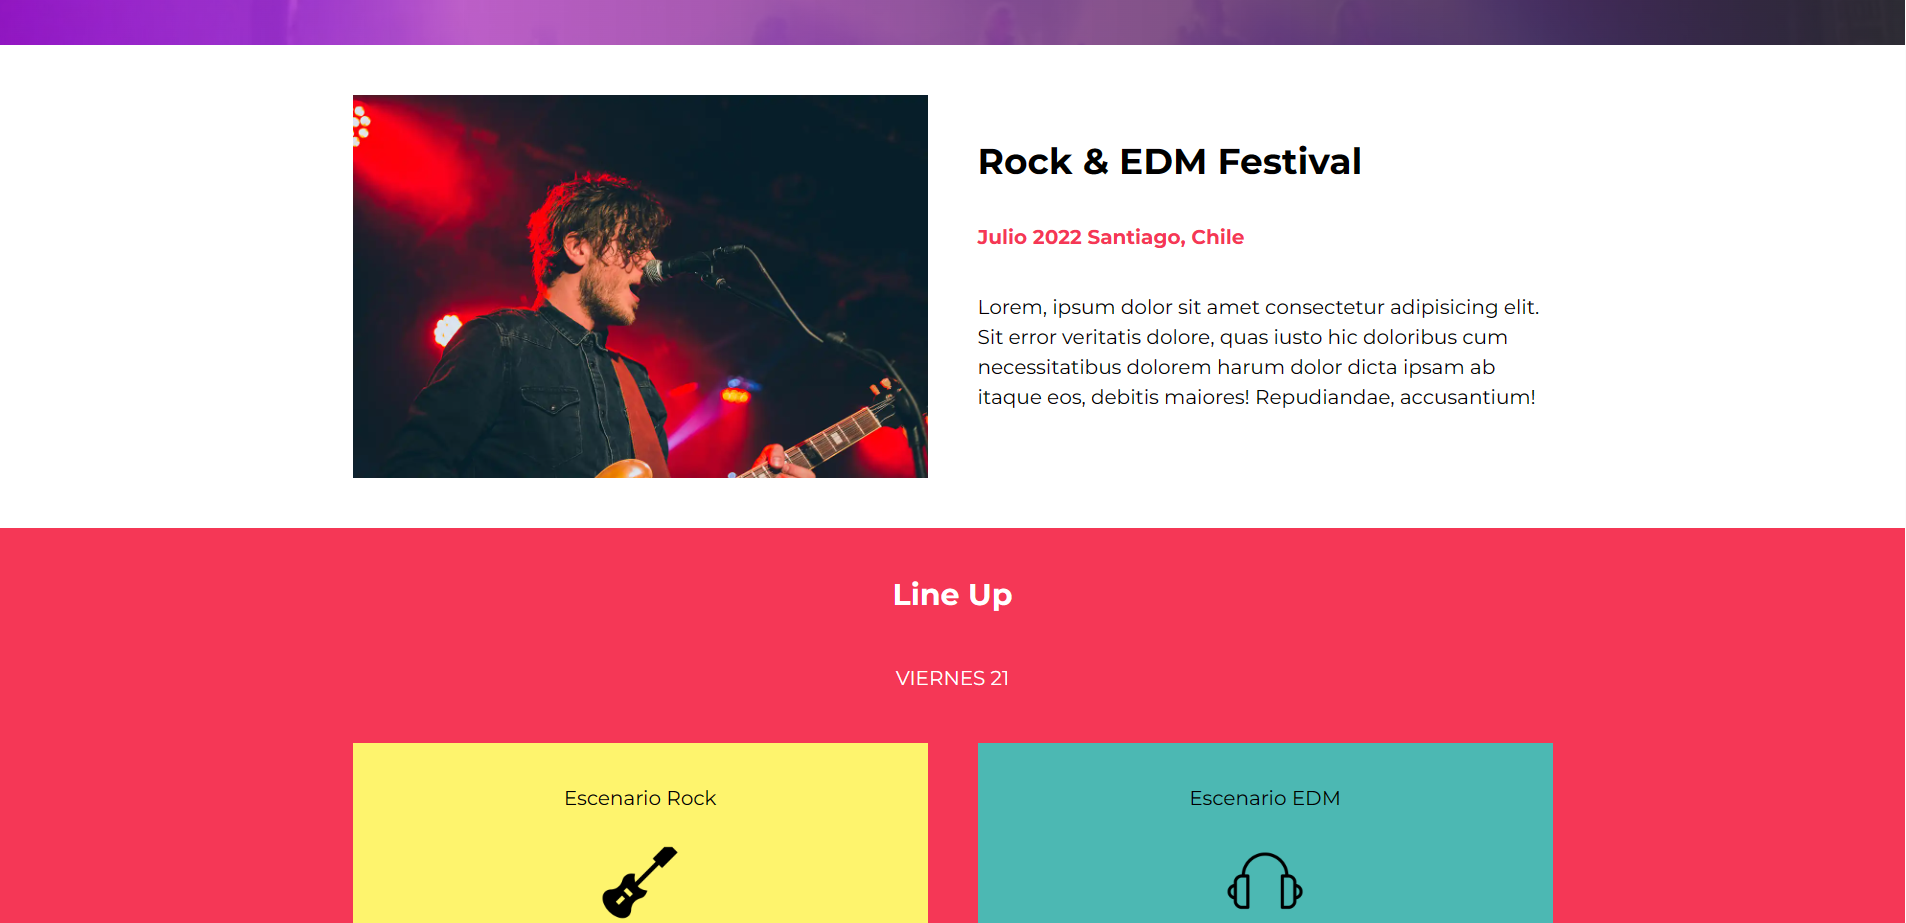 Rock & EDM Festival
Julio 2022 Santiago, Chile
Lorem, ipsum dolor sit amet consectetur adipisicing elit.
Sit error veritatis dolore, quas iusto hic doloribus cum
necessitatibus dolorem harum dolor dicta ipsam ab
itaque eos, debitis maiores! Repudiandae, accusantium!
Line Up
VIERNES 21
Escenario Rock
Escenario EDM